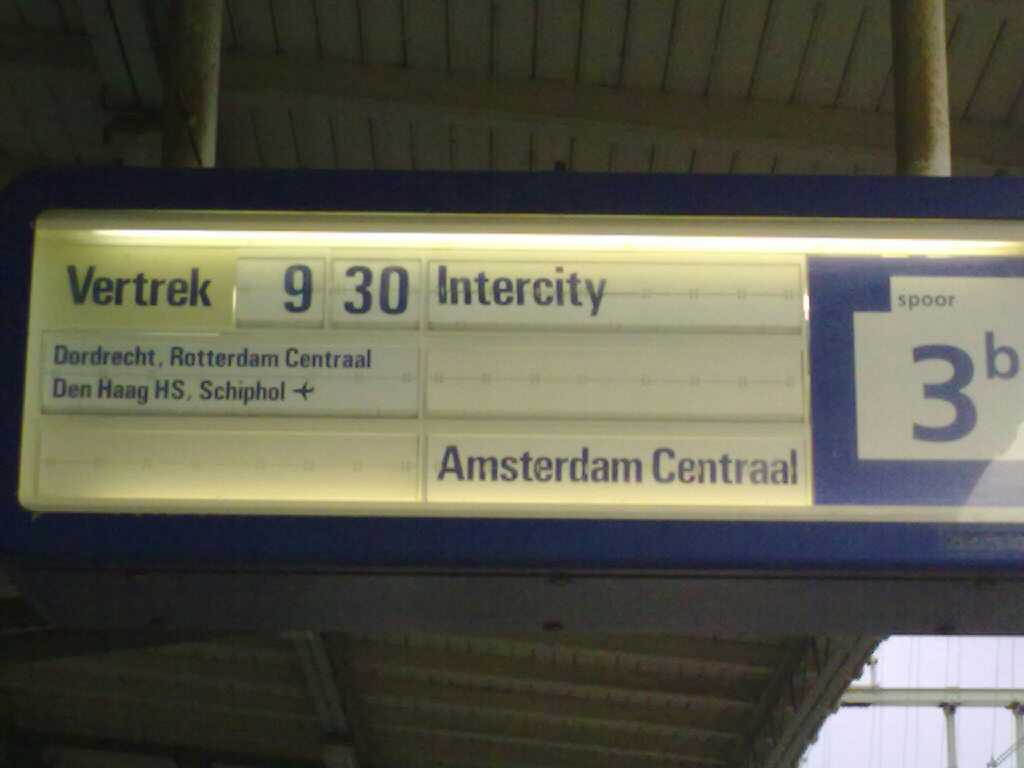 Vertrek 9 30 Intercity
Dordrecht, Rotterdam Centraal
Den Haag HS, Schiphol
Amsterdam Centraal
spoor
3b